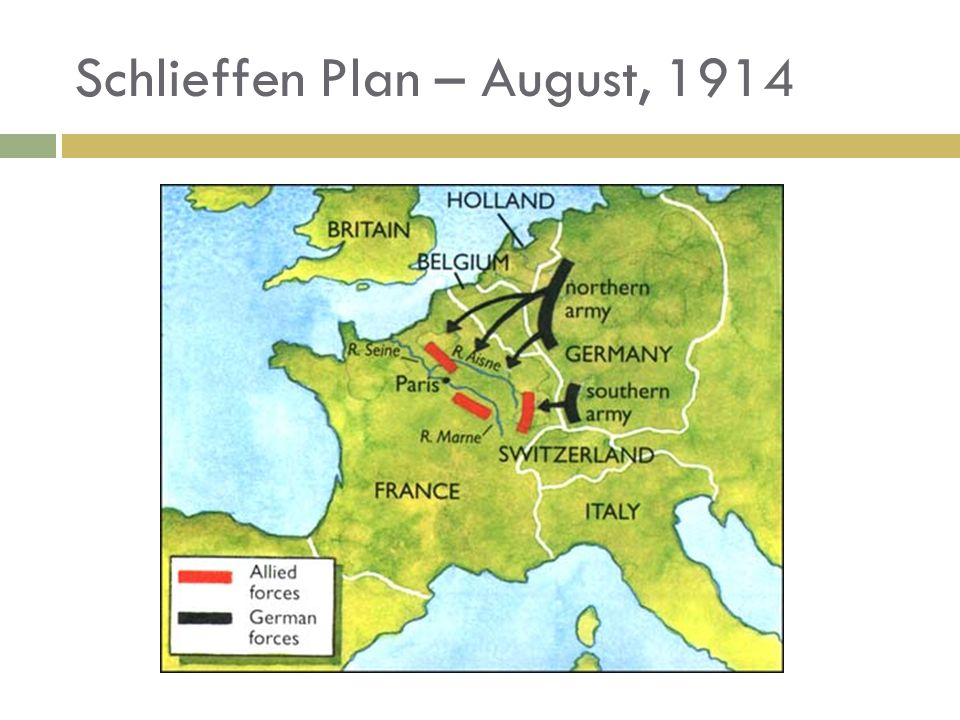 Schlieffen Plan – August, 1914
HOLLAND
BRITAIN
BELGIUM
northern
army
R. Seine
R. Aisne
GERMANY
Paris
southern
army
R. Marne
SWITZERLAND
FRANCE
ITALY
Allied
forces
German
forces